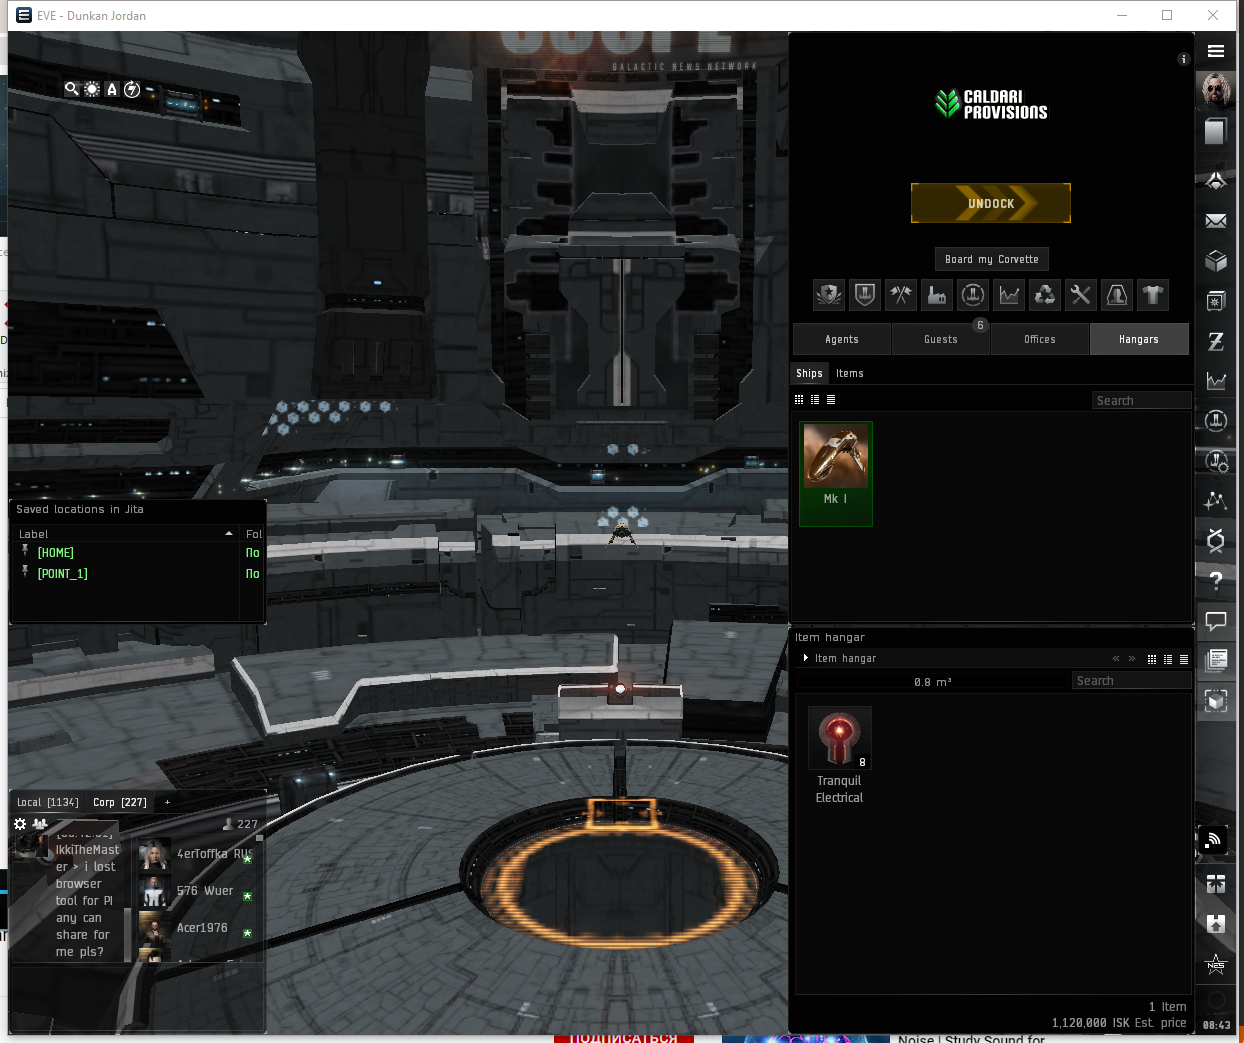 EVE - Dunkan Jordan
GALACTIC NEWS NETWORK
CALDARI
PROVISIONS
UNDOCK
Board my Corvette
6
Agents
Guests
Offices
Hangars
Ships
Items
Search
Mk I
Saved locations in Jita
Label
Fol
[HOME]
По
[POINT_1]
По
Item hangar
Item hangar
0.8 m³
Search
8
Tranquil
Electrical
1 Item
1,120,000 ISK Est. price
Local [1134]
Corp [227]
+
227
IkkiTheMast
er > i lost
browser
tool for PI
any can
share for
me pls?
4erToffka RUS
576 Wuer
Acer1976
NES
08:43
ПОДПИСАТЬСЯ
Noise | Study Sound for